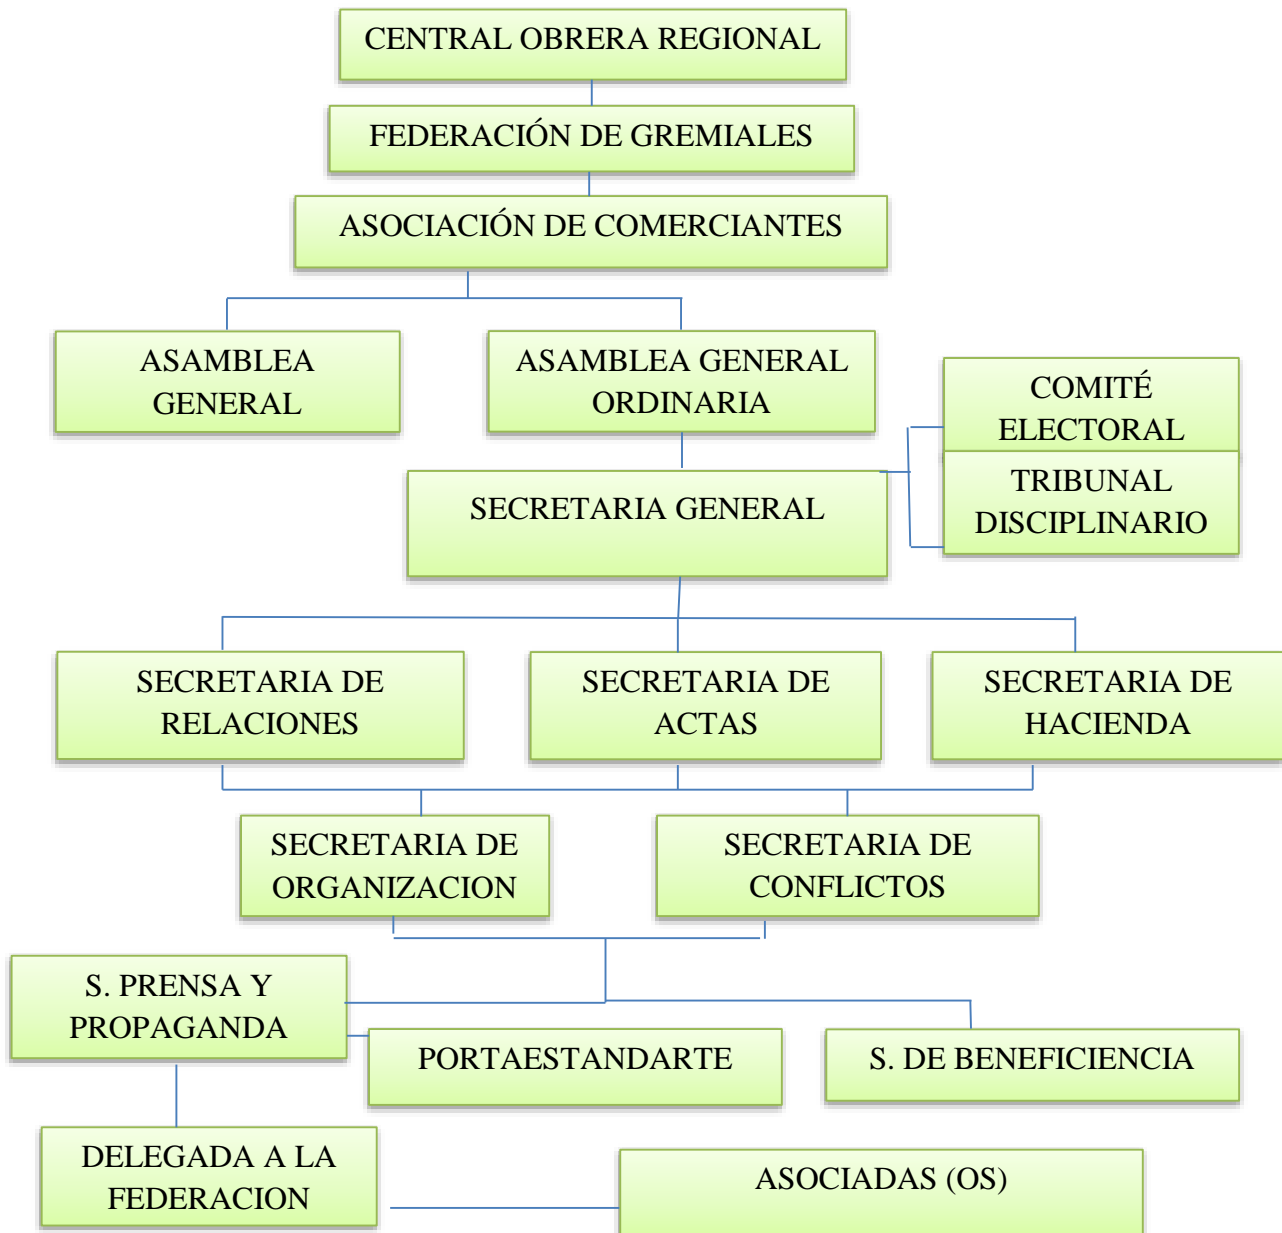 CENTRAL OBRERA REGIONAL
FEDERACIÓN DE GREMIALES
ASOCIACIÓN DE COMERCIANTES
ASAMBLEA
GENERAL
ASAMBLEA GENERAL
ORDINARIA
COMITÉ
ELECTORAL
TRIBUNAL
DISCIPLINARIO
SECRETARIA GENERAL
SECRETARIA DE
RELACIONES
SECRETARIA DE
ACTAS
SECRETARIA DE
HACIENDA
SECRETARIA DE
ORGANIZACION
SECRETARIA DE
CONFLICTOS
S. PRENSA Y
PROPAGANDA
PORTAESTANDARTE
S. DE BENEFICIENCIA
DELEGADA A LA
FEDERACION
ASOCIADAS (OS)